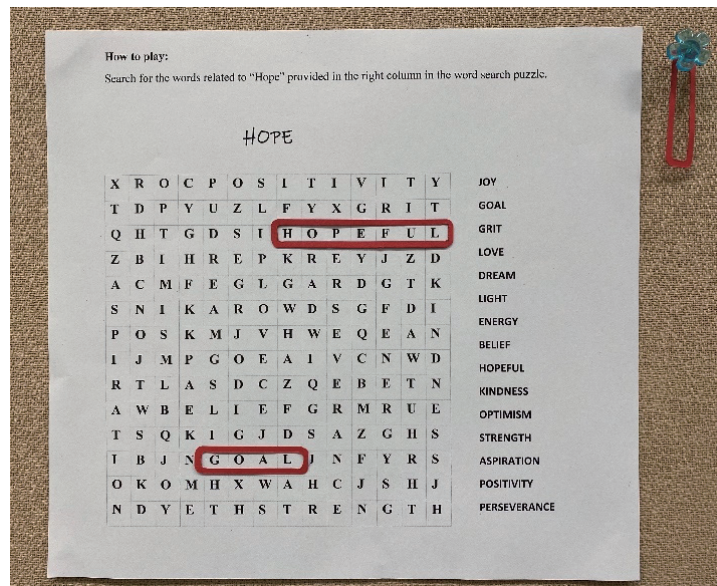 How to play:
Search for the words related to "Hope" provided in the right column in the word search puzzle.
HOPE
X R O C P O S I T I V I T Y
T D P Y U Z L F Y X G R I T
Q H T G D S I H O P E F U L
Z B I H R E P K R E Y J Z D
A C M F E G L G A R D G T K
S N I K A R O W D S G F D I
P O S K M J V H W E Q E A N
I J M P G O E A I V C N W D
R T L A S D C Z Q E B E T N
A W B E L I E F G R M R U E
T S Q K I G J D S A Z G H S
I B J N G O A L J N F Y R S
O K O M H X W A H C J S H J
N D Y E T H S T R E N G T H
JOY
GOAL
GRIT
LOVE
DREAM
LIGHT
ENERGY
BELIEF
HOPEFUL
KINDNESS
OPTIMISM
STRENGTH
ASPIRATION
POSITIVITY
PERSEVERANCE